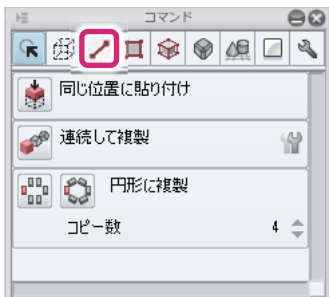 コマンド
同じ位置に貼り付け
連続して複製
円形に複製
コピー数 4